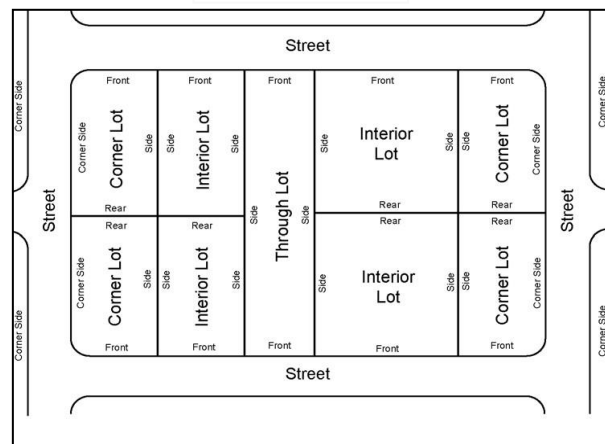 Street
Corner Side
Corner Side
Front
Front
Front
Front
Front
Corner Side
Corner Lot
Side
Side
Interior Lot
Side
Side
Interior
Lot
Side
Side
Corner Lot
Corner Side
Rear
Rear
Rear
Street
Side
Through Lot
Side
Street
Rear
Rear
Rear
Rear
Corner Side
Corner Side
Corner Lot
Side
Side
Interior Lot
Side
Side
Interior
Lot
Side
Side
Corner Lot
Corner Side
Corner Side
Front
Front
Front
Front
Front
Street